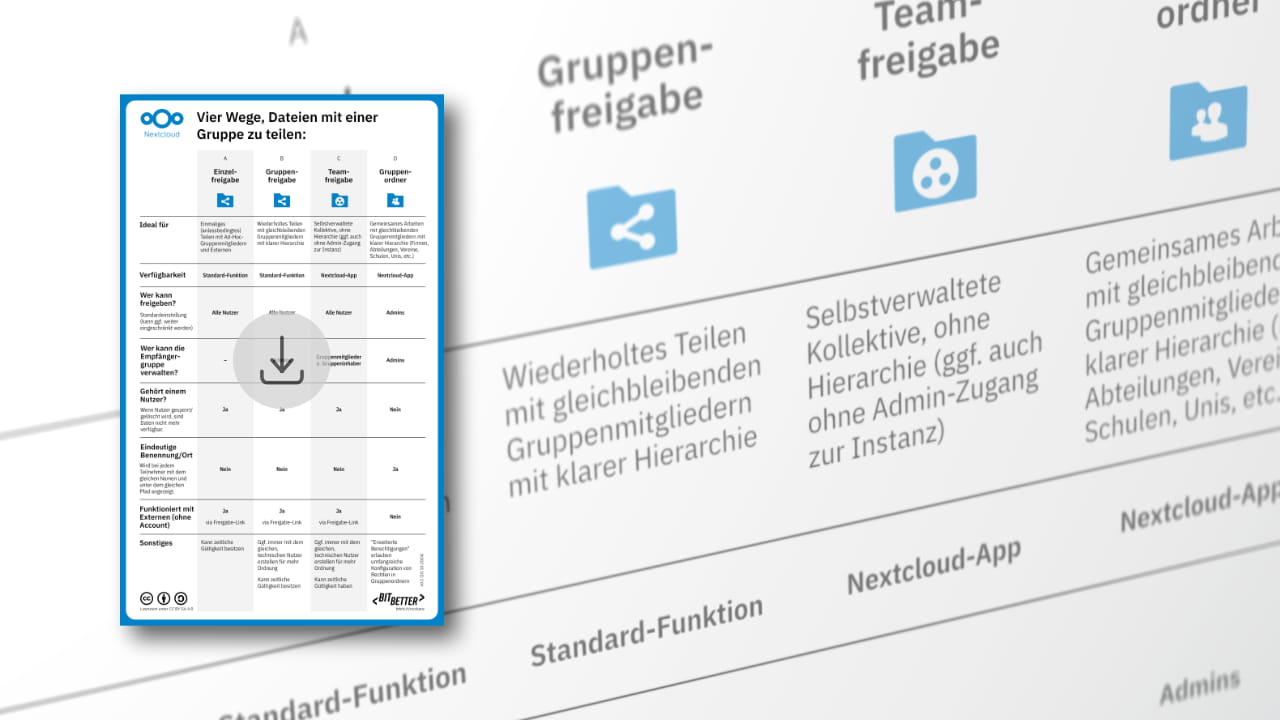 Nextcloud
Vier Wege, Dateien mit einer
Gruppe zu teilen:
A
B
C
D
Einzel-
freigabe
Gruppen-
freigabe
Team-
freigabe
Gruppen-
ordner
Ideal für
Einmaliges
(anlassbedingtes)
Teilen mit Ad-Hoc-
Gruppenmitgliedern
und Externen
Wiederholtes Teilen
mit gleichbleibenden
Gruppenmitgliedern
mit klarer Hierarchie
Selbstverwaltete
Kollektive, ohne
Hierarchie (ggf. auch
ohne Admin-Zugang
zur Instanz)
Gemeinsames Arbeiten
mit gleichbleibenden
Gruppenmitgliedern mit
klarer Hierarchie (Firmen,
Abteilungen, Vereine,
Schulen, Unis, etc.)
Verfügbarkeit
Standard-Funktion
Standard-Funktion
Nextcloud-App
Nextcloud-App
Wer kann
freigeben?
Standardeinstellung
(kann ggf. weiter
eingeschränkt werden)
Alle Nutzer
Alle Nutzer
Alle Nutzer
Admins
Wer kann die
Empfänger-
gruppe
verwalten?
–
Gruppenmitglieder
o. Gruppeninhaber
Admins
Gehört einem
Nutzer?
Wenn Nutzer gesperrt/
gelöscht wird, sind
Daten nicht mehr
verfügbar.
Ja
Ja
Ja
Nein
Eindeutige
Benennung/Ort
Wird bei jedem
Teilnehmer mit dem
gleichen Namen und
unter dem gleichen
Pfad angezeigt.
Nein
Nein
Nein
Ja
Funktioniert mit
Externen (ohne
Account)
Ja
via Freigabe-Link
Ja
via Freigabe-Link
Ja
via Freigabe-Link
Nein
Sonstiges
Kann zeitliche
Gültigkeit besitzen
Ggf. immer mit dem
gleichen,
technischen Nutzer
erstellen für mehr
Ordnung
Kann zeitliche
Gültigkeit besitzen
Ggf. immer mit dem
gleichen,
technischen Nutzer
erstellen für mehr
Ordnung
Kann zeitliche
Gültigkeit haben
"Erweiterte
Berechtigungen"
erlauben
umfangreiche
Konfiguration von
Rechten in
Gruppenordnern
cc
Lizenziert unter CC BY-SA 4.0
<BITBETTER>
A
Gruppen-
freigabe
Team-
freigabe
ordner
Wiederholtes Teilen
mit gleichbleibenden
Gruppenmitgliedern
mit klarer Hierarchie
Selbstverwaltete
Kollektive, ohne
Hierarchie (ggf. auch
ohne Admin-Zugang
zur Instanz)
Gemeinsames Arb
mit gleichbleibend
Gruppenmitgliede
klarer Hierarchie (
Abteilungen, Verei
Schulen, Unis, etc.
Standard-Funktion
Standard-Funktion
Nextcloud-App
Nextcloud-App
Admins